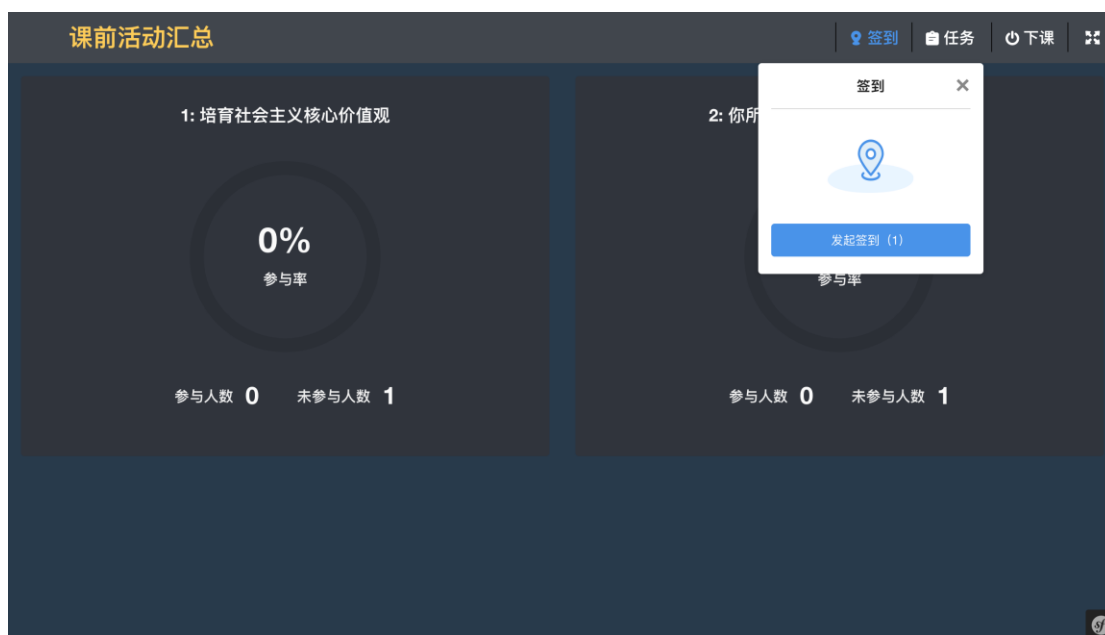 课前活动汇总
签到
任务
下课
签到
×
发起签到（1）
1: 培育社会主义核心价值观
0%
参与率
参与人数 0 未参与人数 1
2: 你所
参与率
参与人数 0 未参与人数 1
sf